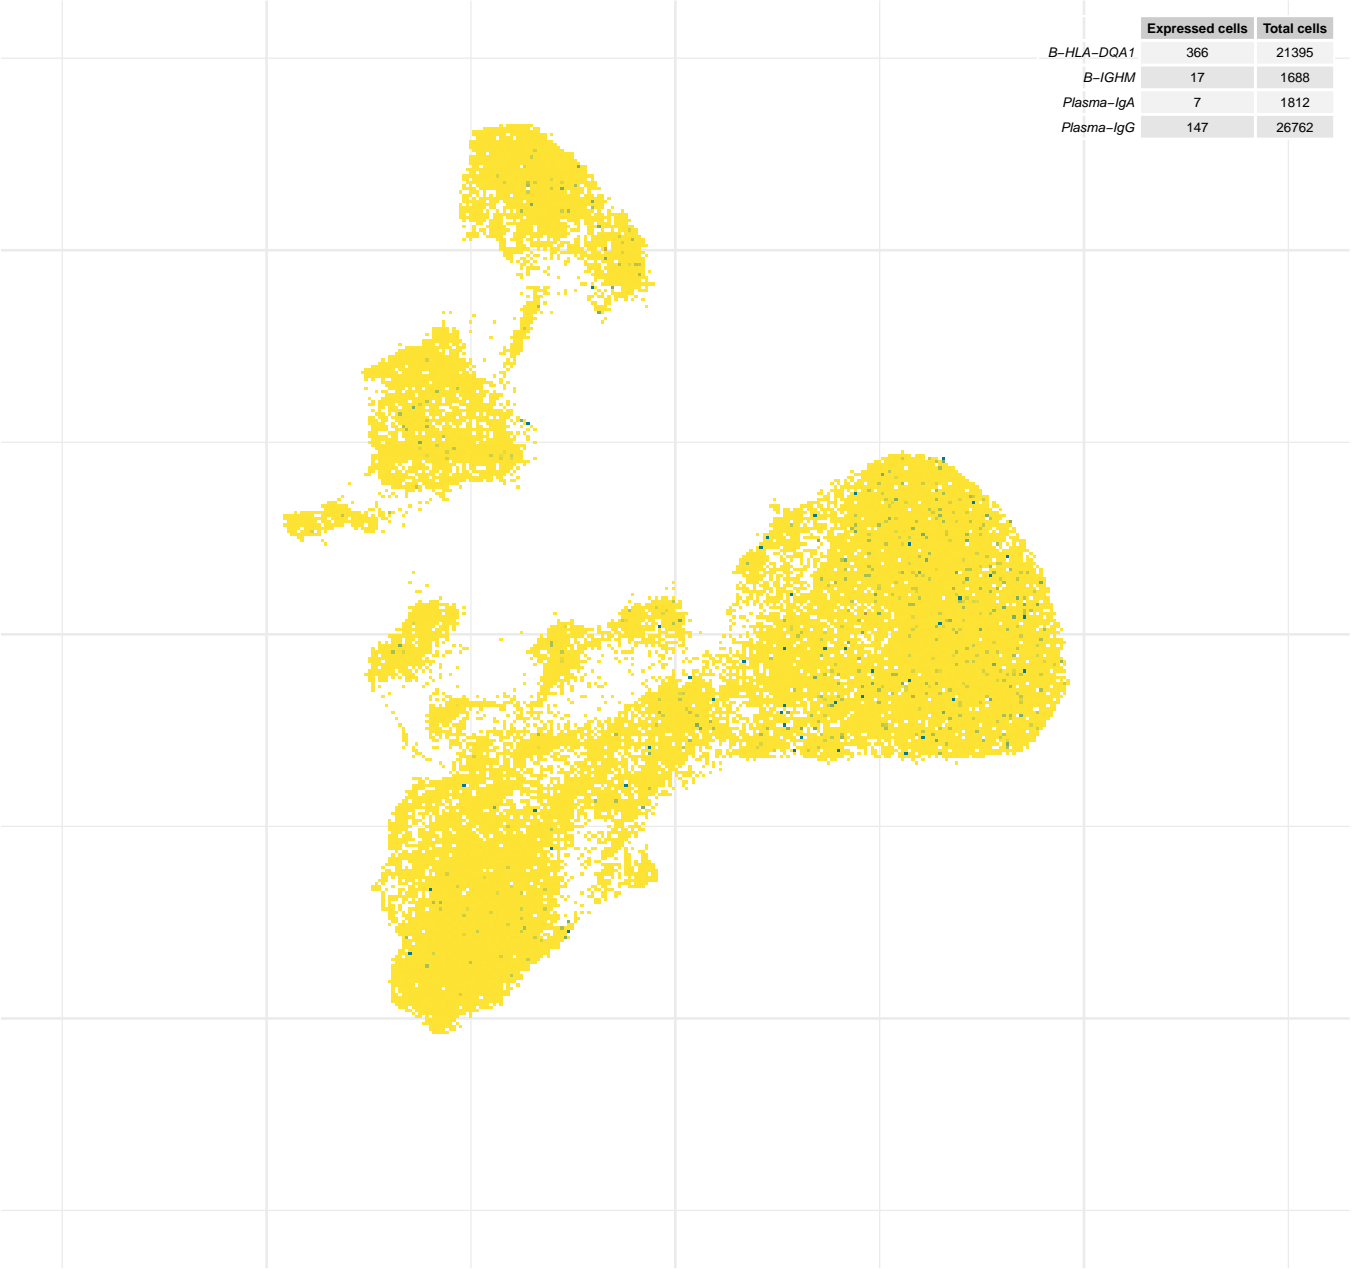 Expressed cells Total cells
B−HLA−DQA1 366 21395
B−IGHM 17 1688
Plasma−IgA 7 1812
Plasma−IgG 147 26762